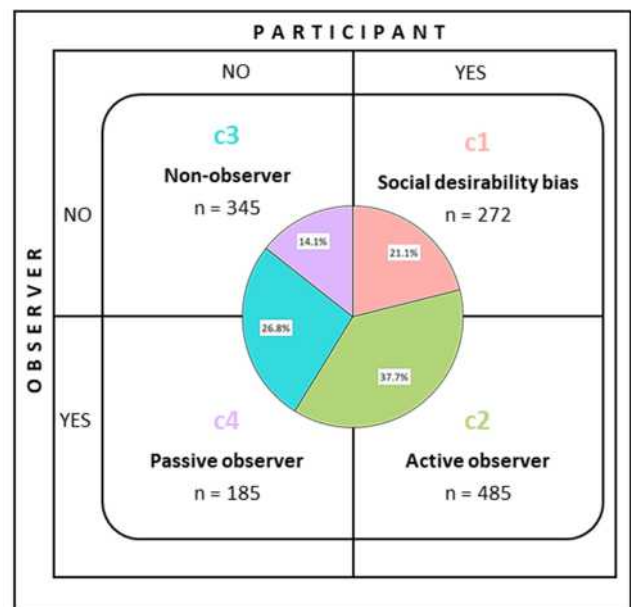 PARTICIPANT
NO
YES
OBSERVER
NO
c3
Non-observer
n = 345
c1
Social desirability bias
n = 272
14.1%
21.1%
26.8%
37.7%
YES
c4
Passive observer
n = 185
c2
Active observer
n = 485